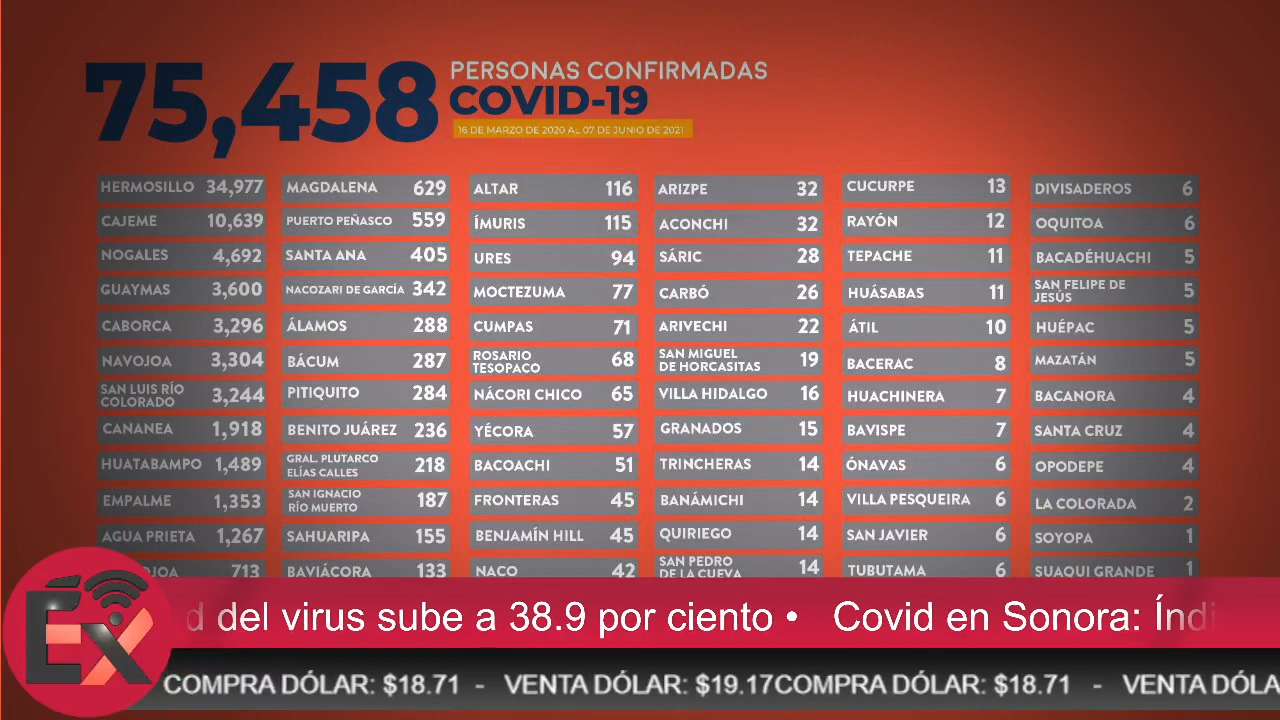 75,458
PERSONAS CONFIRMADAS
COVID-19
16 DE MARZO DE 2020 AL 07 DE JUNIO DE 2021
HERMOSILLO 34,977
CAJEME 10,639
NOGALES 4,692
GUAYMAS 3,600
CABORCA 3,296
NAVOJOA 3,304
SAN LUIS RÍO
COLORADO 3,244
CANANEA 1,918
HUATABAMPO 1,489
EMPALME 1,353
AGUA PRIETA 1,267
OJOA 713
MAGDALENA 629
PUERTO PEÑASCO 559
SANTA ANA 405
NACOZARI DE GARCÍA 342
ÁLAMOS 288
BÁCUM 287
PITIQUITO 284
BENITO JUÁREZ 236
GRAL. PLUTARCO
ELÍAS CALLES 218
SAN IGNACIO
RÍO MUERTO 187
SAHUARIPA 155
BAVIÁCORA 133
ALTAR 116
ÍMURIS 115
URES 94
MOCTEZUMA 77
CUMPAS 71
ROSARIO
TESOPACO 68
NÁCORI CHICO 65
YÉCORA 57
BACOACHI 51
FRONTERAS 45
BENJAMÍN HILL 45
NACO 42
ARIZPE 32
ACONCHI 32
SÁRIC 28
CARBÓ 26
ARIVECHI 22
SAN MIGUEL
DE HORCASITAS 19
VILLA HIDALGO 16
GRANADOS 15
TRINCHERAS 14
BANÁMICHI 14
QUIRIEGO 14
SAN PEDRO
DE LA CUEVA 14
CUCURPE 13
RAYÓN 12
TEPACHE 11
HUÁSABAS 11
ÁTIL 10
BACERAC 8
HUACHINERA 7
BAVISPE 7
ÓNAVAS 6
VILLA PESQUEIRA 6
SAN JAVIER 6
TUBUTAMA 6
DIVISADEROS 6
OQUITOA 6
BACADÉHUACHI 5
SAN FELIPE DE
JESÚS 5
HUÉPAC 5
MAZATÁN 5
BACANORA 4
SANTA CRUZ 4
OPODEPE 4
LA COLORADA 2
SOYOPA 1
SUAQUI GRANDE 1
ÉX
d del virus sube a 38.9 por ciento • Covid en Sonora: Índi
COMPRA DÓLAR: $18.71 - VENTA DÓLAR: $19.17COMPRA DÓLAR: $18.71 - VENTA DÓLA